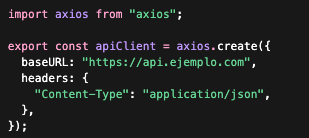 import axios from "axios";

export const apiClient = axios.create({
  baseURL: "https://api.ejemplo.com",
  headers: {
    "Content-Type": "application/json",
  },
});